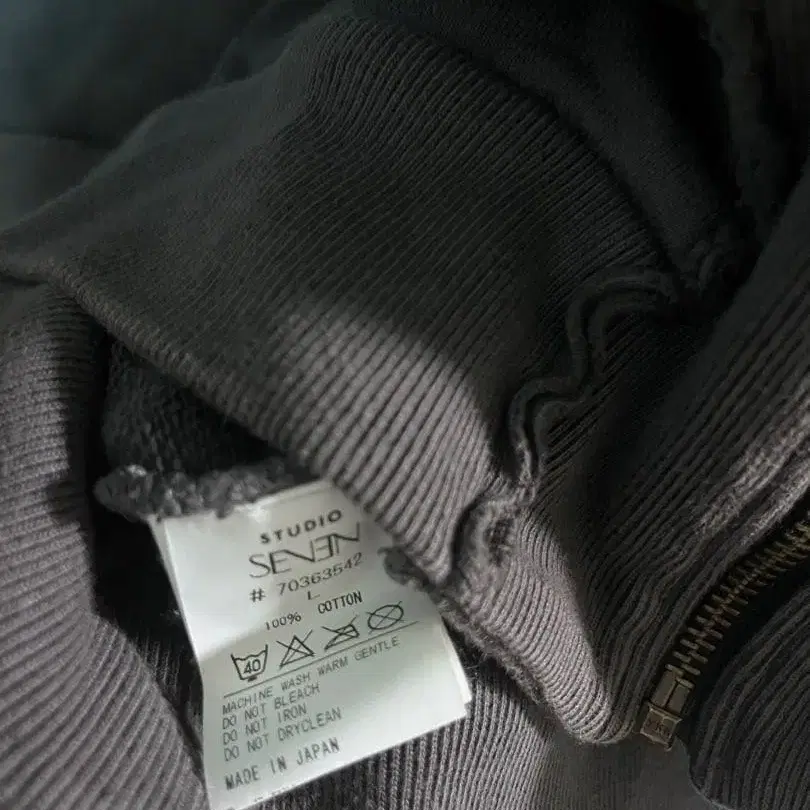 STUDIO
SEVEN
# 70363542
L
100% COTTON
40
MACHINE WASH WARM GENTLE
DO NOT BLEACH
DO NOT IRON
DO NOT DRYCLEAN
MADE IN JAPAN